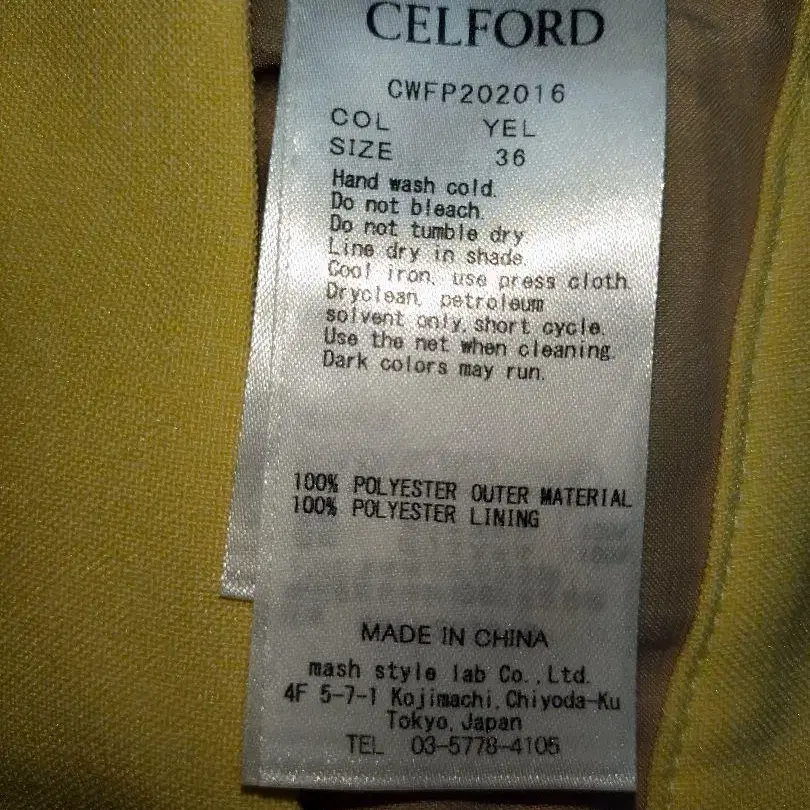 CELFORD
CWFP202016
COL YEL
SIZE 36
Hand wash cold.
Do not bleach.
Do not tumble dry
Line dry in shade.
Cool iron, use press cloth.
Dryclean, petroleum
solvent only, short cycle.
Use the net when cleaning.
Dark colors may run.
100% POLYESTER OUTER MATERIAL
100% POLYESTER LINING
MADE IN CHINA
mash style lab Co.,Ltd.
4F 5-7-1 Kojimachi,Chiyoda-Ku
Tokyo,Japan
TEL 03-5778-4105